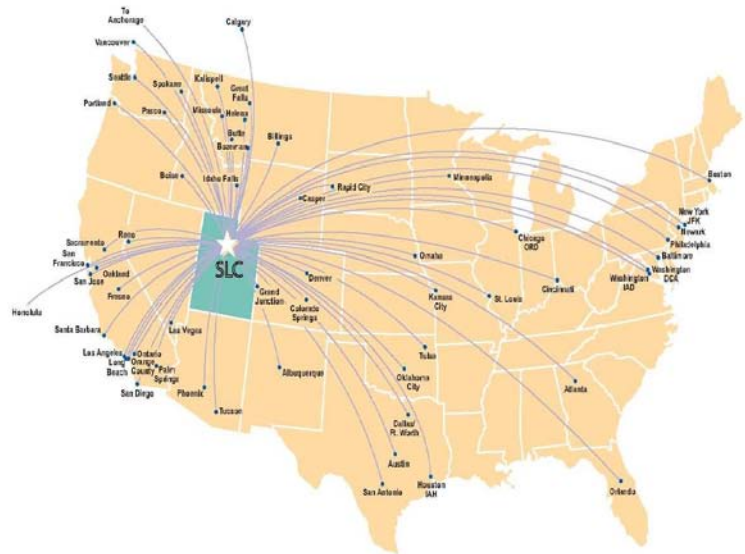 To
Anchorage
Calgary
Vancouver
Seattle
Spokane
Kalispell
Great
Falls
Portland
Pasco
Missoula
Helena
Butte
Bozeman
Billings
Boise
Idaho Falls
Casper
Rapid City
Minneapolis
Boston
New York
JFK
Newark
Philadelphia
Baltimore
Washington
DCA
Washington
IAD
Chicago
ORD
Omaha
Reno
Sacramento
San
Francisco
Oakland
San Jose
Fresno
Honolulu
SLC
Grand
Junction
Denver
Colorado
Springs
Kansas
City
St. Louis
Cincinnati
Santa Barbara
Las Vegas
Los Angeles
Long
Beach
Ontario
Orange
County
Palm
Springs
San Diego
Phoenix
Tucson
Albuquerque
Tulsa
Oklahoma
City
Atlanta
Dallas/
Ft. Worth
Austin
San Antonio
Houston
IAH
Orlando